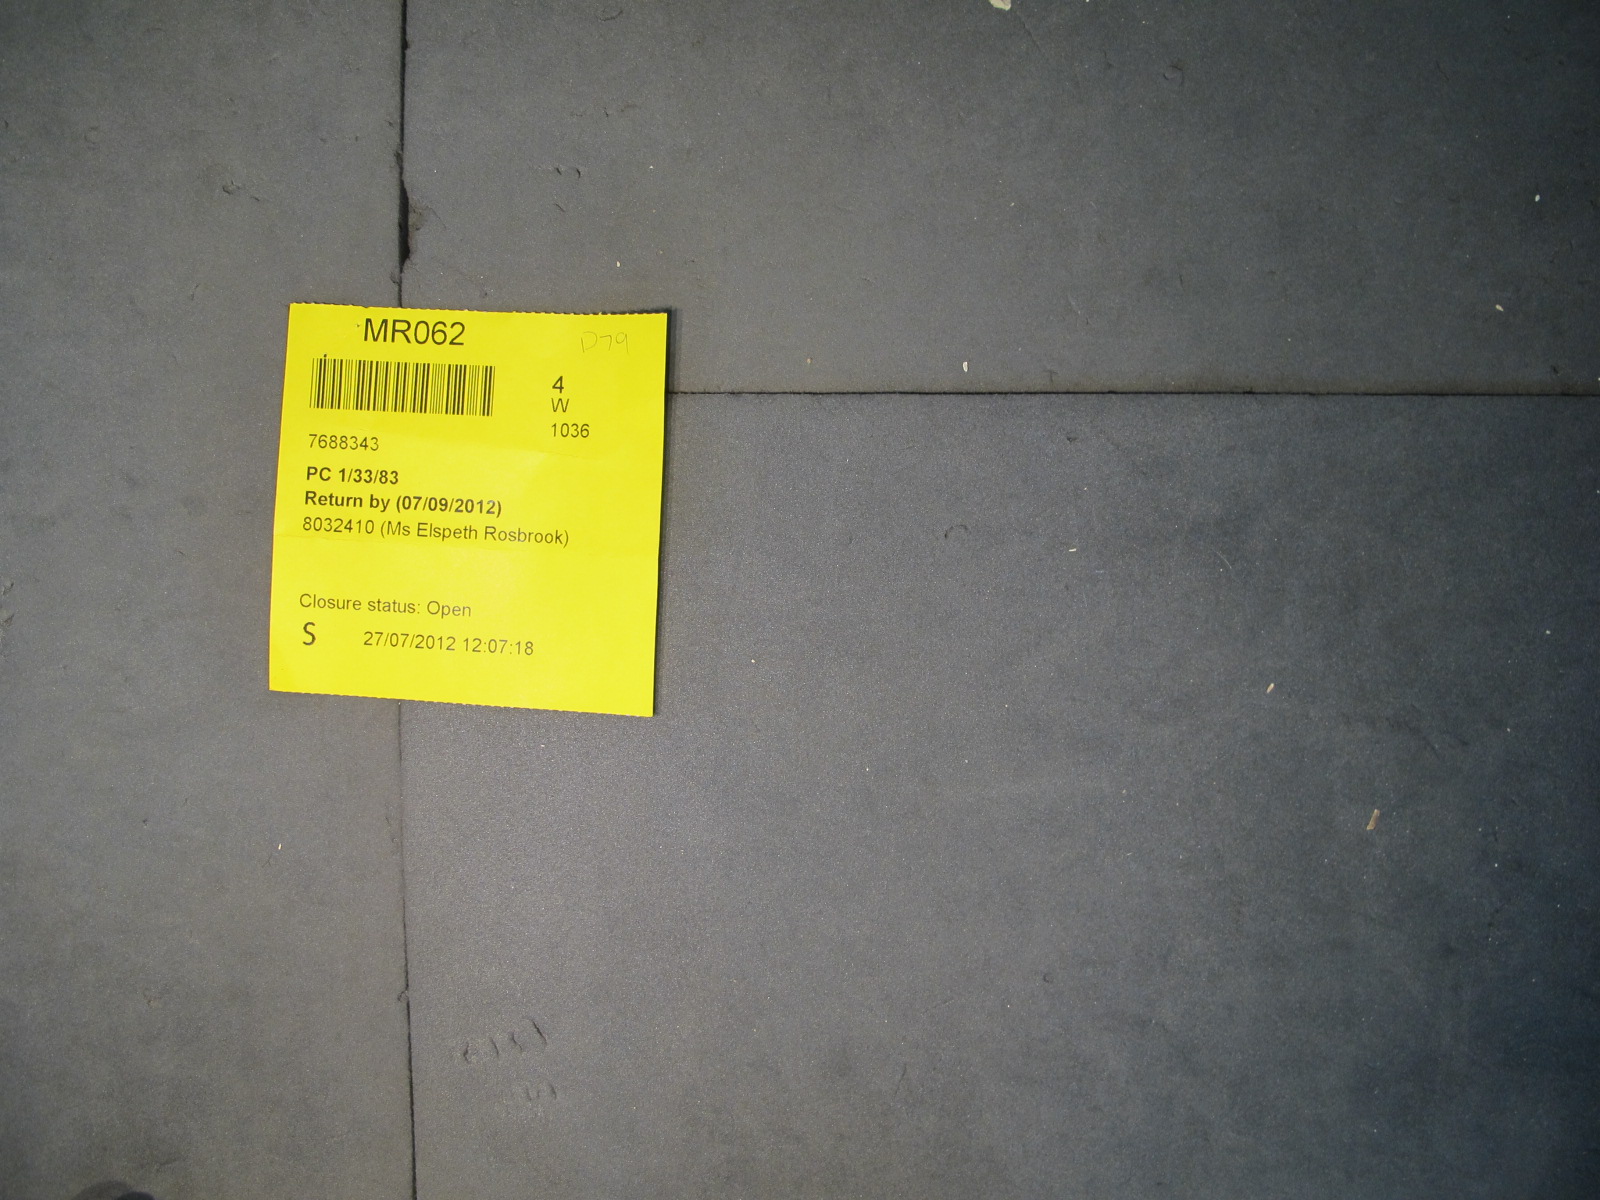 MR062
D79
4
W
1036
7688343
PC 1/33/83
Return by (07/09/2012)
8032410 (Ms Elspeth Rosbrook)
Closure status: Open
S 27/07/2012 12:07:18